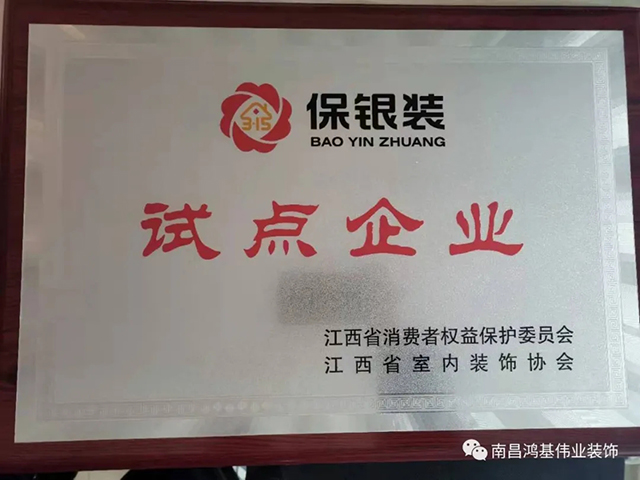 3·15
保银装
BAO YIN ZHUANG
试点企业
江西省消费者权益保护委员会
江西省室内装饰协会
南昌鸿基伟业装饰